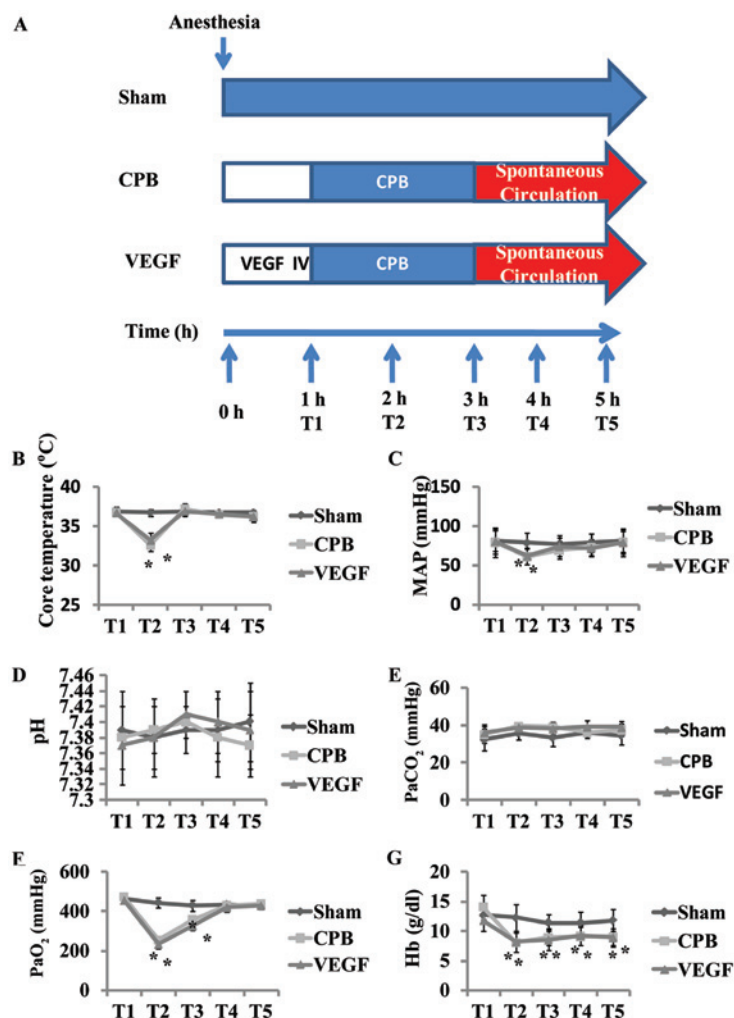 A
Anesthesia
Sham
CPB
CPB
Spontaneous
Circulation
VEGF
VEGF IV
CPB
Spontaneous
Circulation
Time (h)
0 h
1 h
T1
2 h
T2
3 h
T3
4 h
T4
5 h
T5
B
Core temperature (°C)
40
37
34
31
28
25
* *
T1 T2 T3 T4 T5
Sham
CPB
VEGF
C
MAP (mmHg)
150
100
50
0
* *
T1 T2 T3 T4 T5
Sham
CPB
VEGF
D
pH
7.46
7.44
7.42
7.4
7.38
7.36
7.34
7.32
7.3
T1 T2 T3 T4 T5
Sham
CPB
VEGF
E
PaCO2 (mmHg)
60
40
20
0
T1 T2 T3 T4 T5
Sham
CPB
VEGF
F
PaO2 (mmHg)
600
400
200
0
* * * *
T1 T2 T3 T4 T5
Sham
CPB
VEGF
G
Hb (g/dl)
20
15
10
5
0
* * * * * * * *
T1 T2 T3 T4 T5
Sham
CPB
VEGF